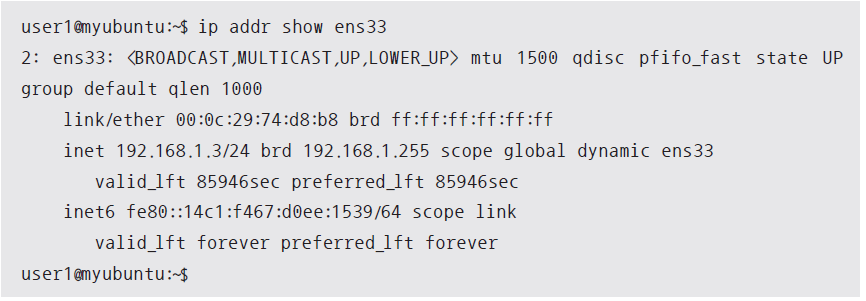 user1@myubuntu:~$ ip addr show ens33
2: ens33: <BROADCAST,MULTICAST,UP,LOWER_UP> mtu 1500 qdisc pfifo_fast state UP
group default qlen 1000
link/ether 00:0c:29:74:d8:b8 brd ff:ff:ff:ff:ff:ff
inet 192.168.1.3/24 brd 192.168.1.255 scope global dynamic ens33
valid_lft 85946sec preferred_lft 85946sec
inet6 fe80::14c1:f467:d0ee:1539/64 scope link
valid_lft forever preferred_lft forever
user1@myubuntu:~$